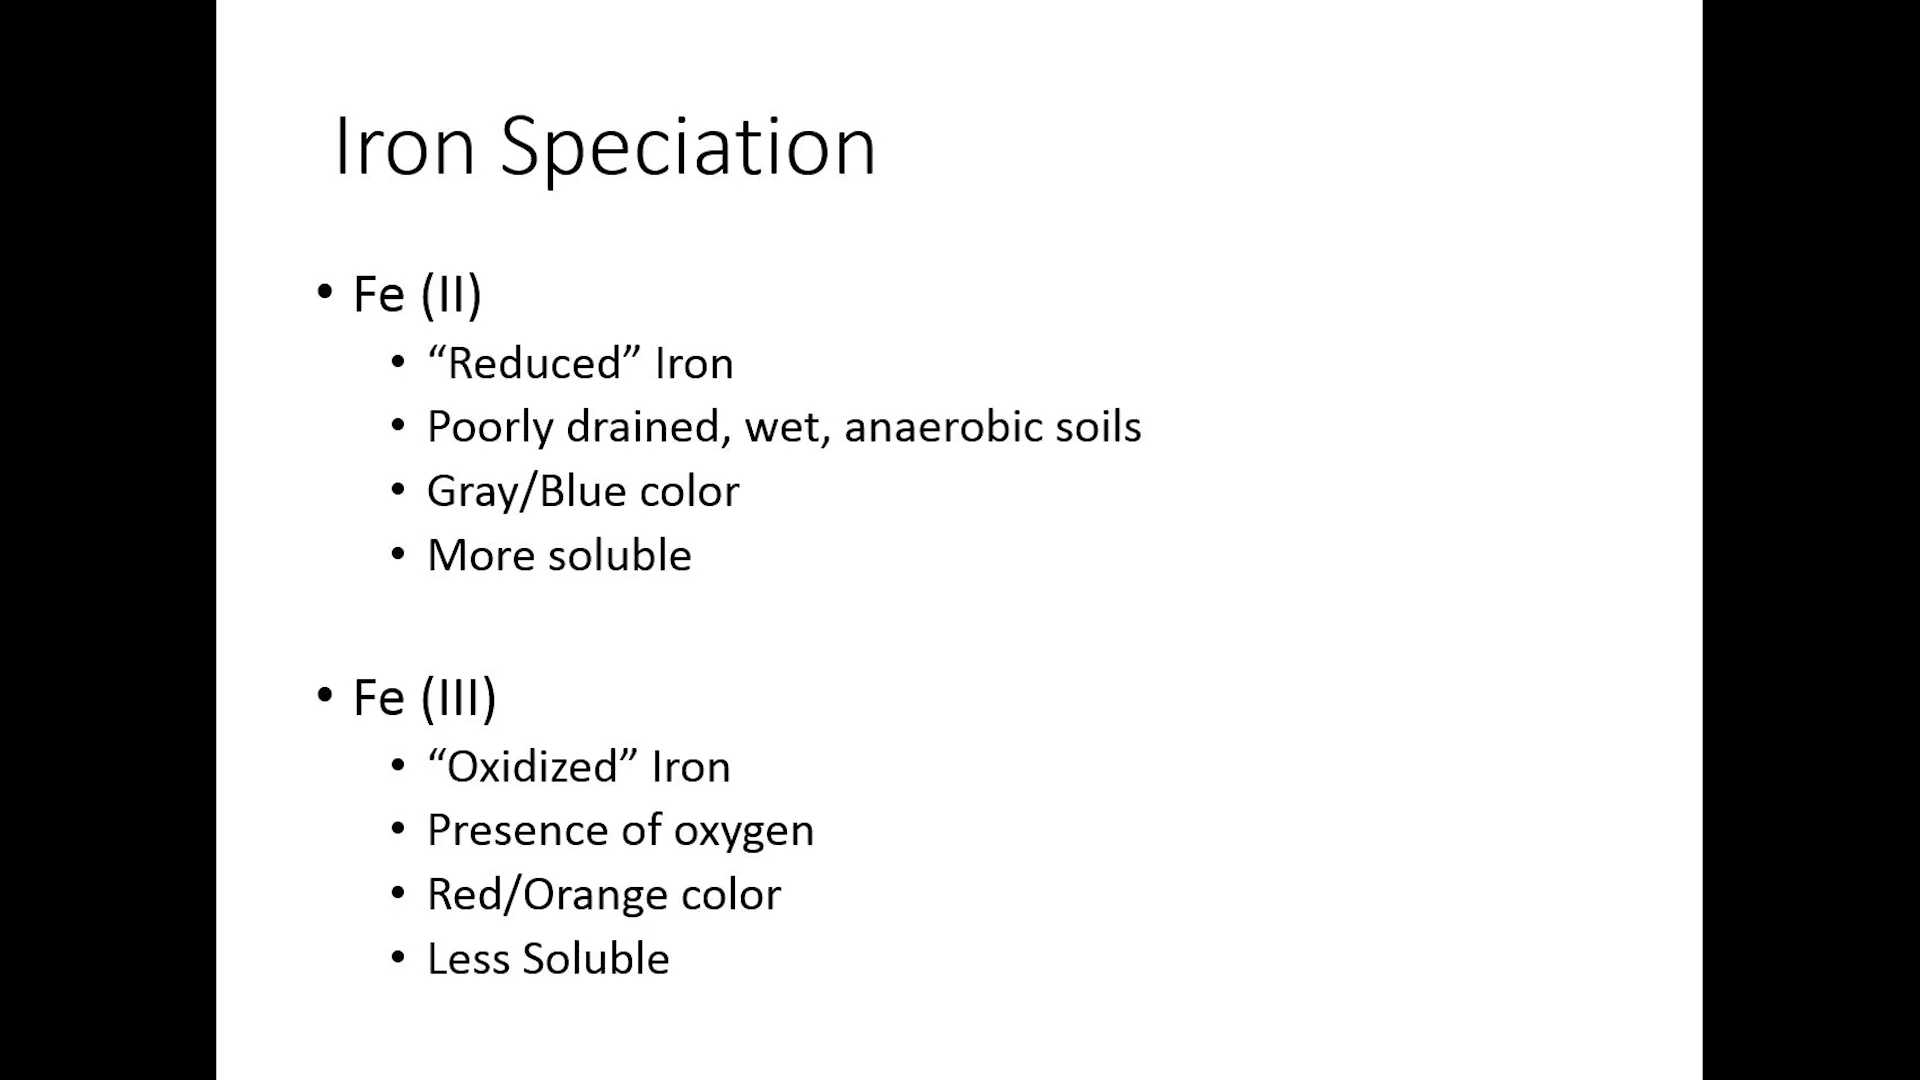 Iron Speciation
• Fe (II)
• “Reduced” Iron
• Poorly drained, wet, anaerobic soils
• Gray/Blue color
• More soluble
• Fe (III)
• “Oxidized” Iron
• Presence of oxygen
• Red/Orange color
• Less Soluble